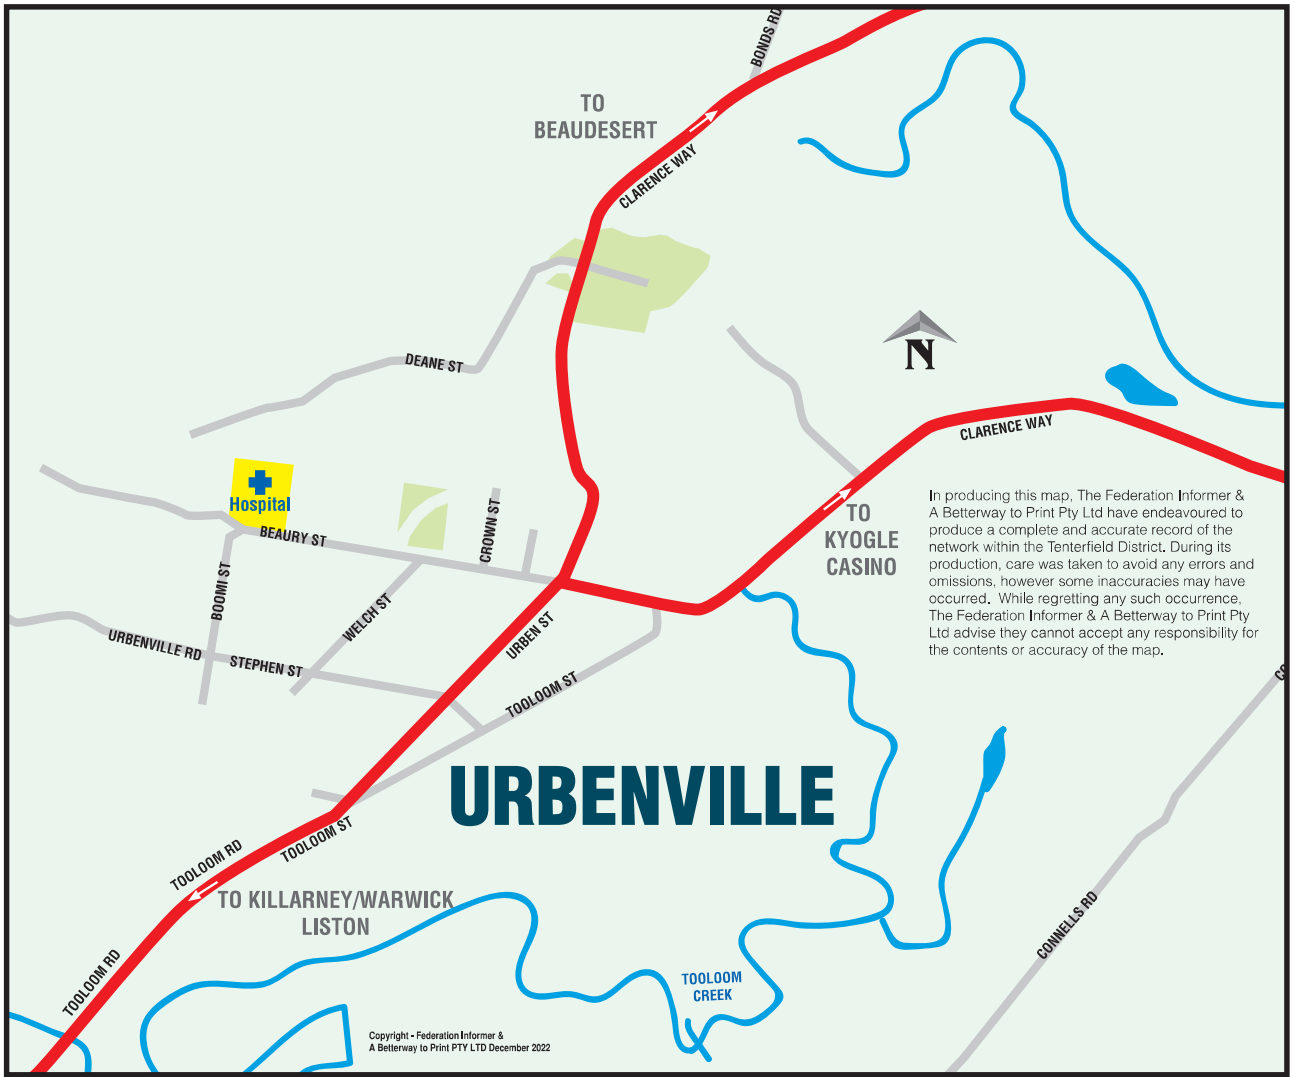 BONDS RD
TO
BEAUDESERT
CLARENCE WAY
N
DEANE ST
CLARENCE WAY
Hospital
BEAURY ST
CROWN ST
TO
KYOGLE
CASINO
In producing this map, The Federation Informer &
A Betterway to Print Pty Ltd have endeavoured to
produce a complete and accurate record of the
network within the Tenterfield District. During its
production, care was taken to avoid any errors and
omissions, however some inaccuracies may have
occurred. While regretting any such occurrence,
The Federation Informer & A Betterway to Print Pty
Ltd advise they cannot accept any responsibility for
the contents or accuracy of the map.
BOOMI ST
WELCH ST
URBEN ST
URBENVILLE RD
STEPHEN ST
TOOLOOM ST
CO
URBENVILLE
TOOLOOM ST
TOOLOOM RD
TO KILLARNEY/WARWICK
LISTON
CONNELLS RD
TOOLOOM RD
TOOLOOM
CREEK
Copyright - Federation Informer &
A Betterway to Print PTY LTD December 2022